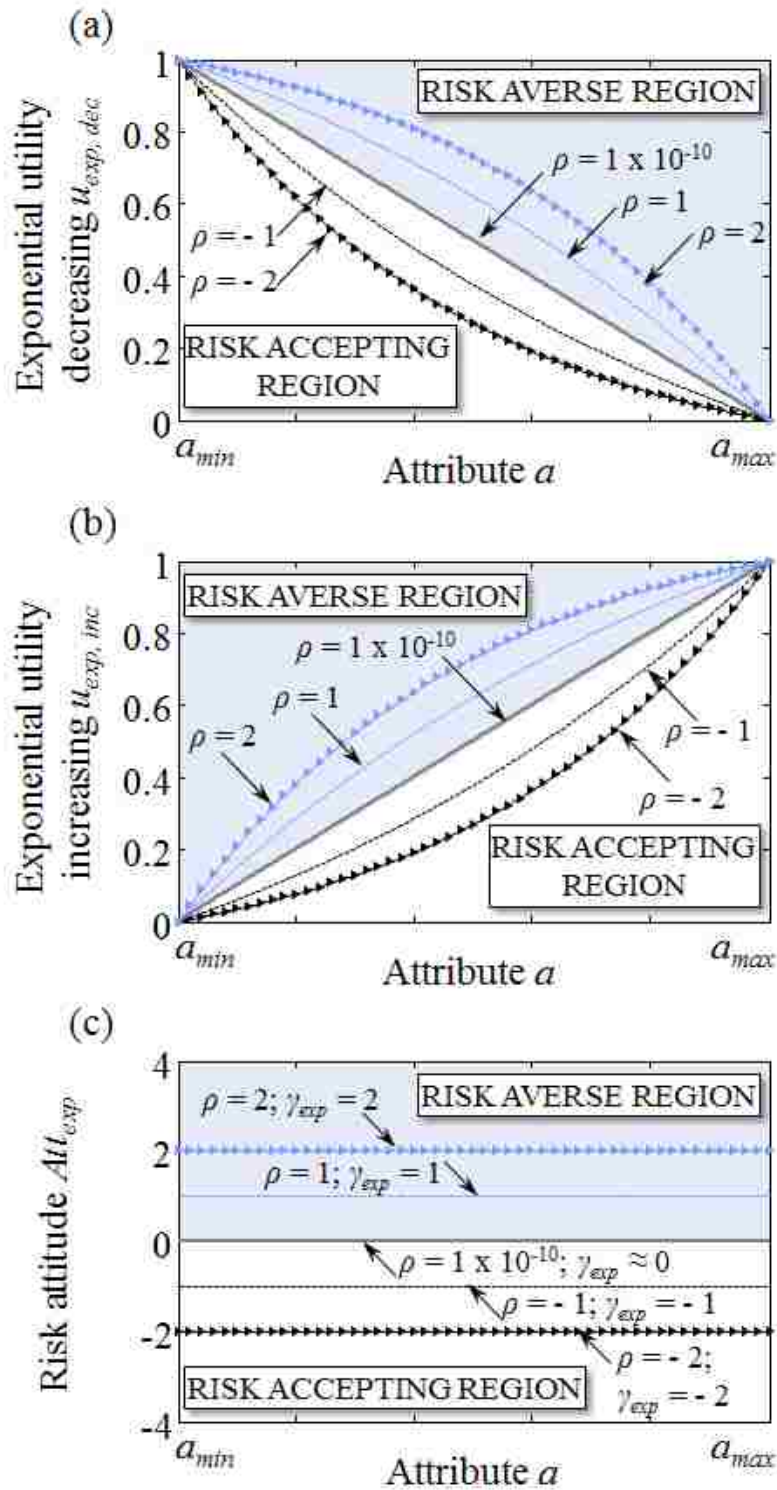 (a)
Exponential utility
decreasing u_exp, dec
1
0.8
0.6
0.4
0.2
0
RISK AVERSE REGION
ρ = 1 x 10⁻¹⁰
ρ = 1
ρ = 2
ρ = - 1
ρ = - 2
RISK ACCEPTING
REGION
a_min
a_max
Attribute a
(b)
Exponential utility
increasing u_exp, inc
1
0.8
0.6
0.4
0.2
0
RISK AVERSE REGION
ρ = 1 x 10⁻¹⁰
ρ = 1
ρ = 2
ρ = - 1
ρ = - 2
RISK ACCEPTING
REGION
a_min
a_max
Attribute a
(c)
Risk attitude Att_exp
4
2
0
-2
-4
RISK AVERSE REGION
ρ = 2; γ_exp = 2
ρ = 1; γ_exp = 1
ρ = 1 x 10⁻¹⁰; γ_exp ≈ 0
ρ = - 1; γ_exp = - 1
ρ = - 2;
γ_exp = - 2
RISK ACCEPTING REGION
a_min
a_max
Attribute a